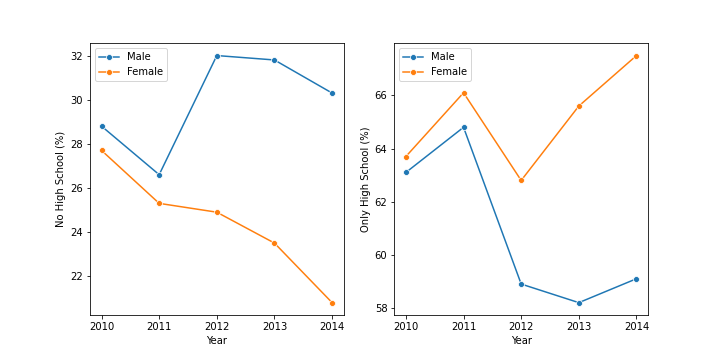 Male
Female
No High School (%)
32
30
28
26
24
22
2010 2011 2012 2013 2014
Year
Male
Female
Only High School (%)
66
64
62
60
58
2010 2011 2012 2013 2014
Year